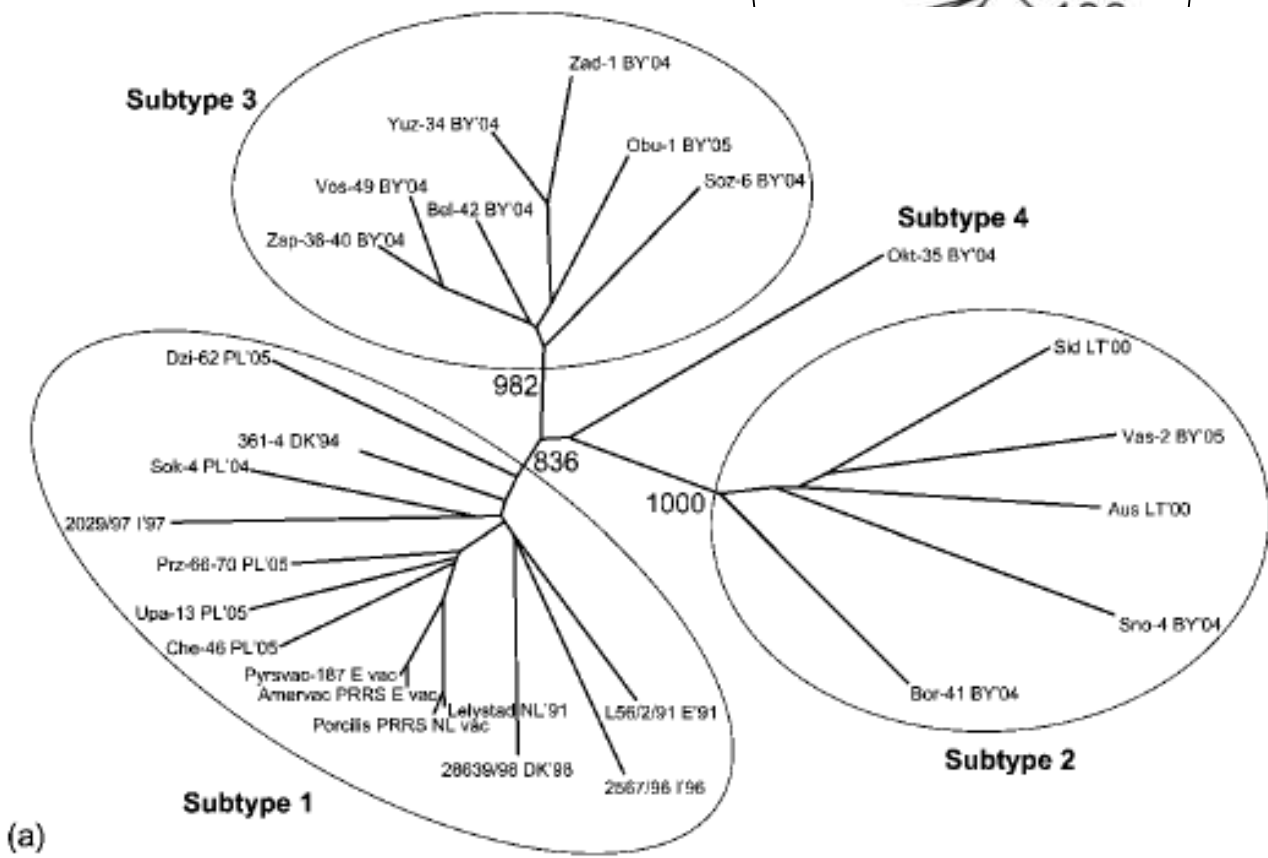 Zad-1 BY'04
Subtype 3
Yuz-34 BY'04
Obu-1 BY'05
Soz-6 BY'04
Vos-49 BY'04
Bel-42 BY'04
Subtype 4
Zap-38-40 BY'04
Okt-35 BY'04
Sid LT'00
Dzi-62 PL'05
982
361-4 DK'94
Vas-2 BY'05
836
Sok-4 PL'04
1000
Aus LT'00
2029/97 I'97
Prz-66-70 PL'05
Upa-13 PL'05
Sno-4 BY'04
Che-46 PL'05
Pyrsvac-187 E vac
Bor-41 BY'04
Amervac PRRS E vac
Lelystad NL'91
L56/2/91 E'91
Porcilis PRRS NL vac
Subtype 2
28639/98 DK'98
2567/96 I'96
Subtype 1
(a)